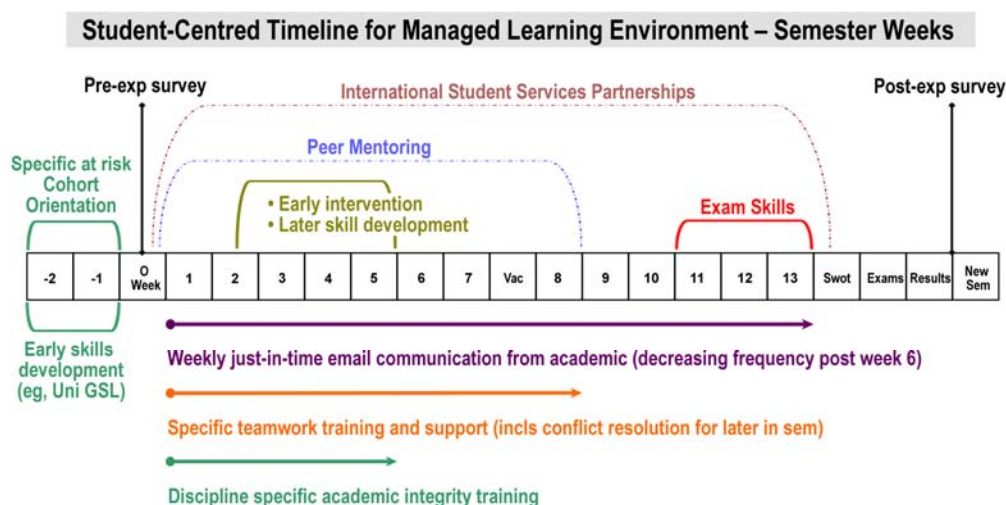 Student-Centred Timeline for Managed Learning Environment – Semester Weeks
Pre-exp survey
International Student Services Partnerships
Post-exp survey
Peer Mentoring
Specific at risk
Cohort
Orientation
• Early intervention
• Later skill development
Exam Skills
-2 -1 O Week 1 2 3 4 5 6 7 Vac 8 9 10 11 12 13 Swot Exams Results New Sem
Early skills
development
(eg, Uni GSL)
Weekly just-in-time email communication from academic (decreasing frequency post week 6)
Specific teamwork training and support (incls conflict resolution for later in sem)
Discipline specific academic integrity training